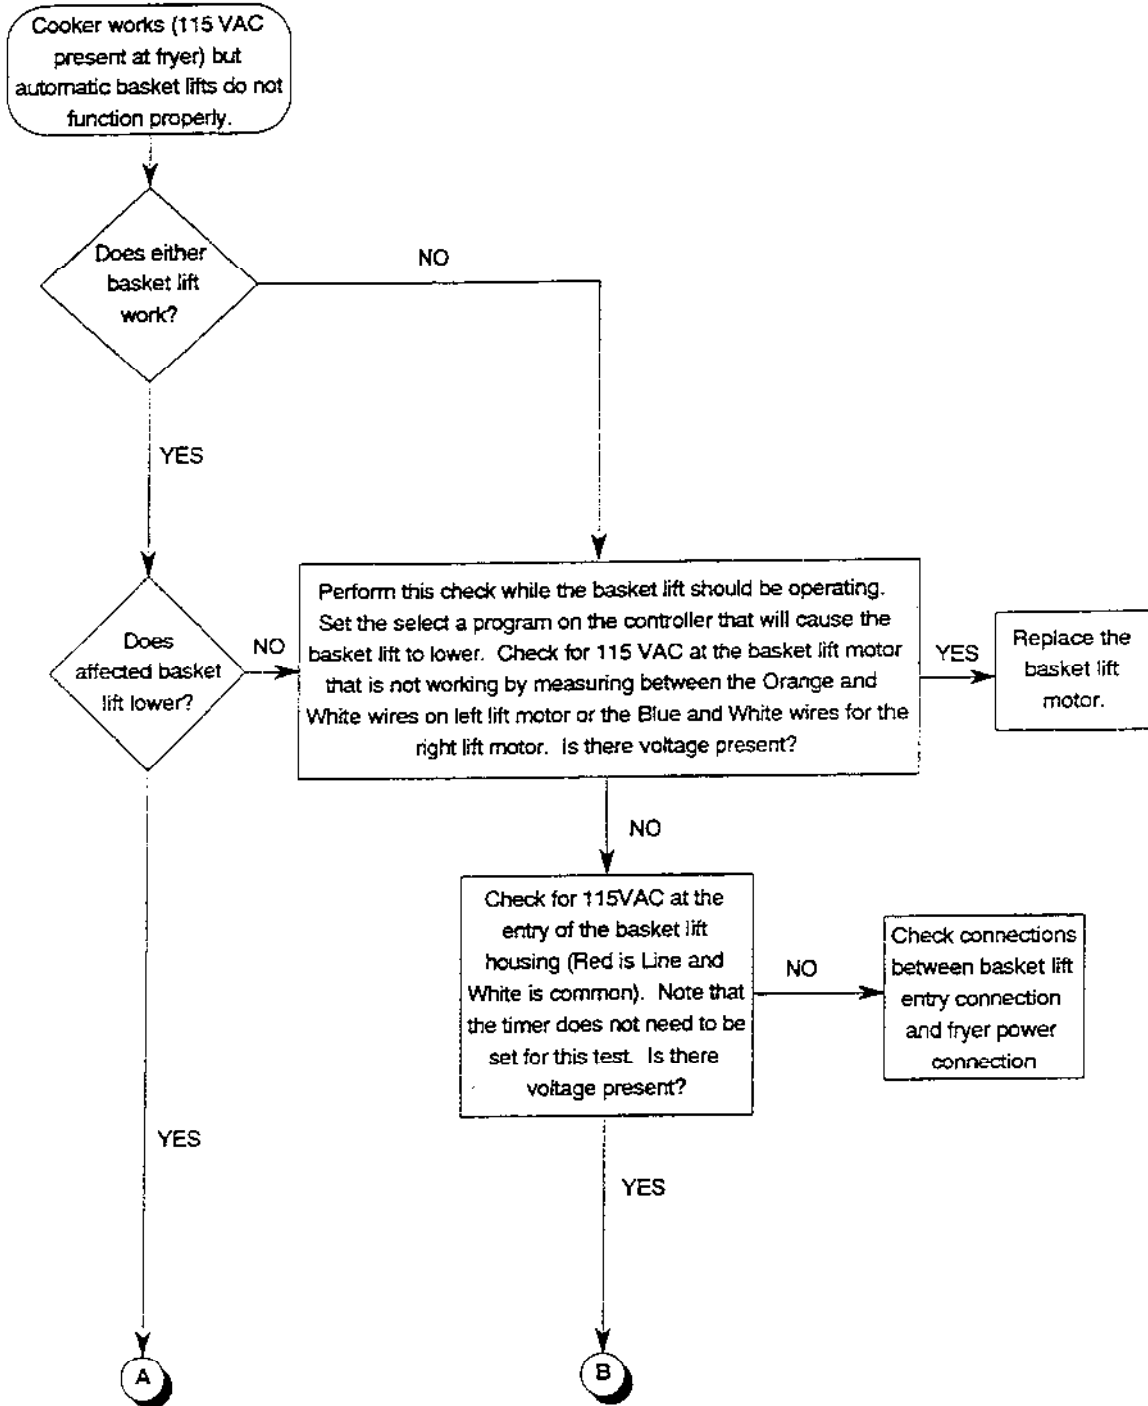 Cooker works (115 VAC
present at fryer) but
automatic basket lifts do not
function properly.
Does either
basket lift
work?
NO
YES
Does
affected basket
lift lower?
NO
Perform this check while the basket lift should be operating.
Set the select a program on the controller that will cause the
basket lift to lower. Check for 115 VAC at the basket lift motor
that is not working by measuring between the Orange and
White wires on left lift motor or the Blue and White wires for the
right lift motor. Is there voltage present?
YES
Replace the
basket lift
motor.
NO
Check for 115VAC at the
entry of the basket lift
housing (Red is Line and
White is common). Note that
the timer does not need to be
set for this test. Is there
voltage present?
NO
Check connections
between basket lift
entry connection
and fryer power
connection
YES
YES
A
B